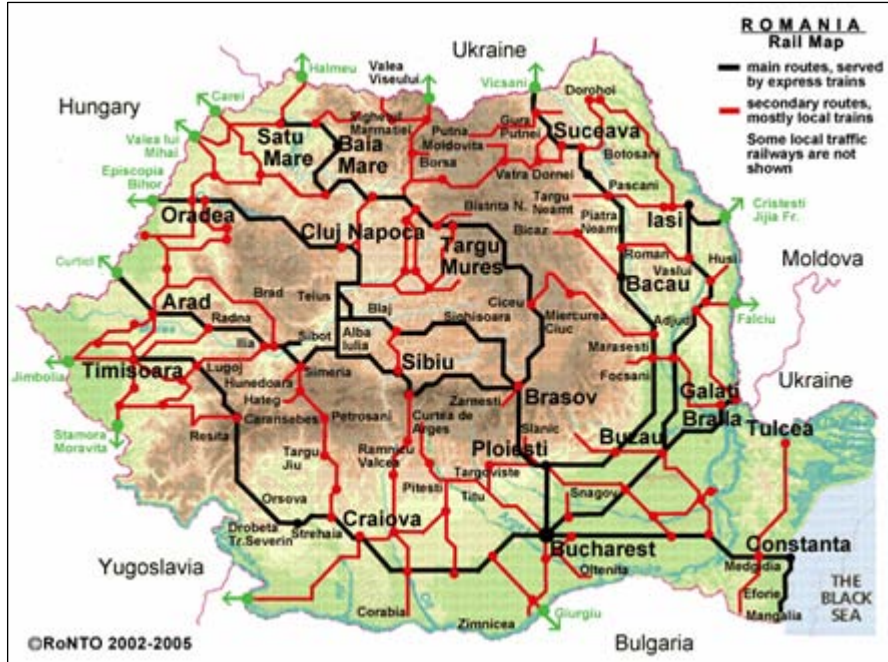 ROMANIA
Rail Map
main routes, served
by express trains
secondary routes,
mostly local trains
Some local traffic
railways are not
shown
Ukraine
Hungary
Halmeu
Valea
Viseului
Vicsani
Dorohoi
Carei
Satu
Mare
Baia
Mare
Sighetul
Marmatiei
Putna
Moldovita
Gura
Putnei
Suceava
Botosani
Valea lui
Mihai
Episcopia
Bihor
Borsa
Vatra Dornei
Pascani
Oradea
Cluj Napoca
Bistrita N.
Targu
Neamt
Iasi
Cristesti
Jijia Fr.
Targu
Mures
Bicaz
Piatra
Neamt
Roman
Vaslui
Husi
Moldova
Bacau
Curtici
Arad
Radna
Brad
Teius
Blaj
Sighisoara
Ciceu
Miercurea
Ciuc
Adjud
Falciu
Ilia
Sibot
Alba
Iulia
Marasesti
Jimbolia
Timisoara
Lugoj
Hunedoara
Simeria
Hateg
Sibiu
Zarnesti
Brasov
Focsani
Galati
Ukraine
Braila
Tulcea
Stamora
Moravita
Resita
Caransebes
Petrosani
Curtea de
Arges
Slanic
Ploiesti
Buzau
Targu
Jiu
Ramnicu
Valcea
Targoviste
Pitesti
Titu
Snagov
Orsova
Drobeta
Tr.Severin
Strehaia
Craiova
Bucharest
Constanta
Medgidia
Yugoslavia
Oltenita
Eforie
Mangalia
THE
BLACK
SEA
Corabia
Zimnicea
Giurgiu
Bulgaria
©RoNTO 2002-2005